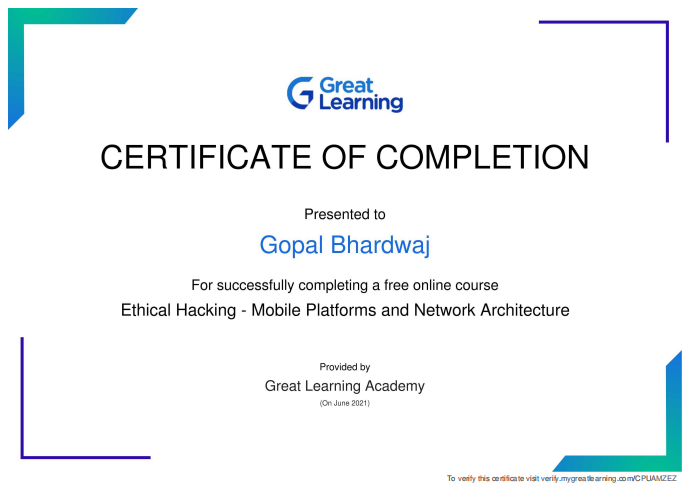 Great
Learning
CERTIFICATE OF COMPLETION
Presented to
Gopal Bhardwaj
For successfully completing a free online course
Ethical Hacking - Mobile Platforms and Network Architecture
Provided by
Great Learning Academy
(On June 2021)
To verify this certificate visit verify.mygreatlearning.com/CPUAMZEZ